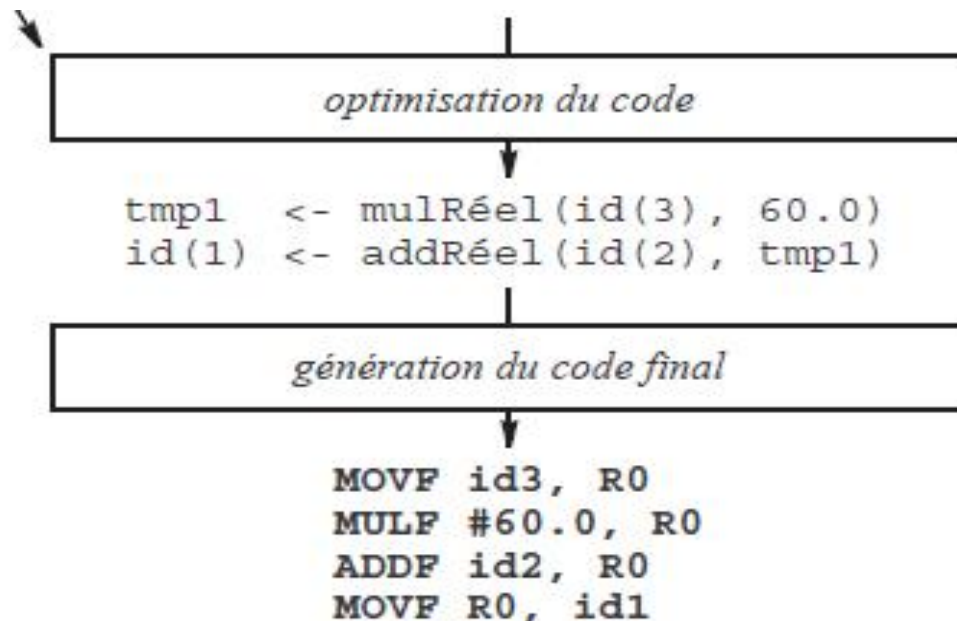 optimisation du code
tmp1 <- mulRéel(id(3), 60.0)
id(1) <- addRéel(id(2), tmp1)
génération du code final
MOVF id3, R0
MULF #60.0, R0
ADDF id2, R0
MOVF R0, id1